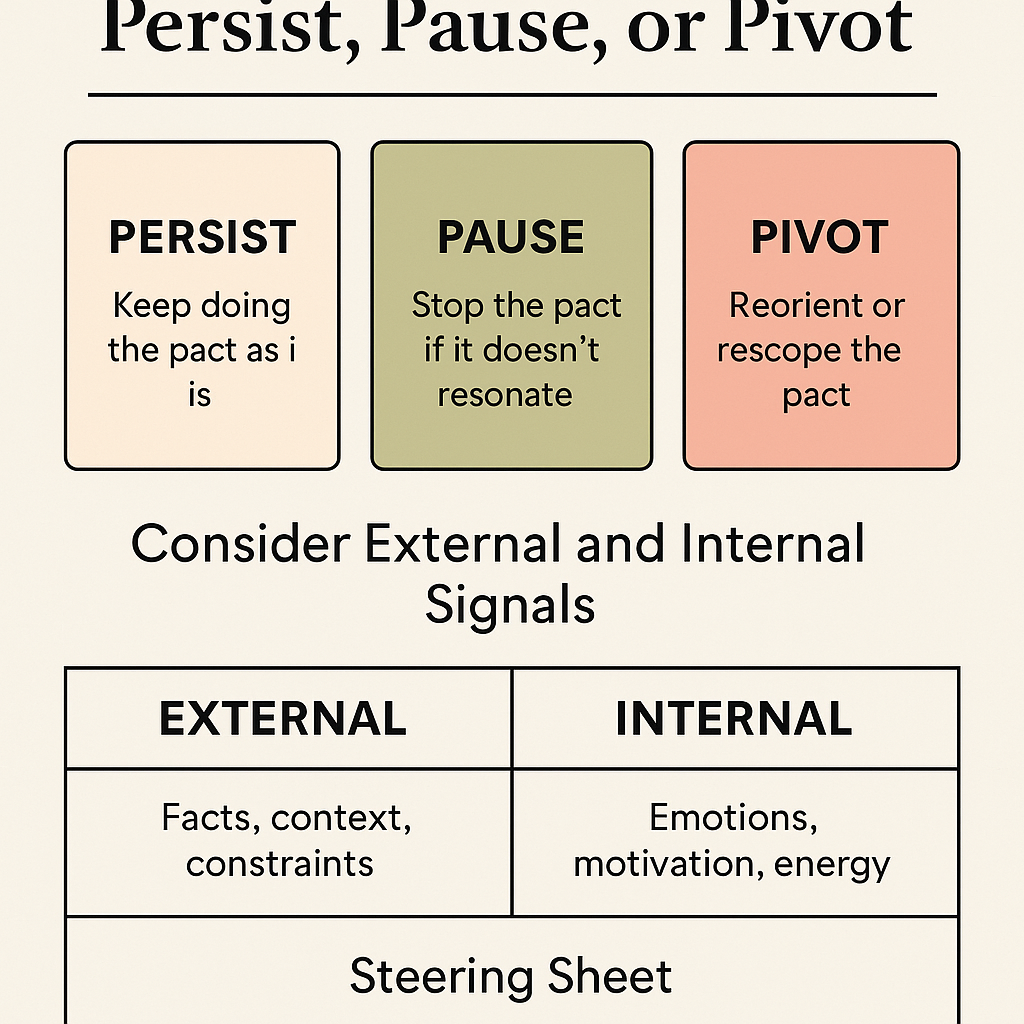 Persist, Pause, or Pivot
PERSIST
Keep doing
the pact as i
is
PAUSE
Stop the pact
if it doesn’t
resonate
PIVOT
Reorient or
rescope the
pact
Consider External and Internal
Signals
EXTERNAL
INTERNAL
Facts, context,
constraints
Emotions,
motivation, energy
Steering Sheet